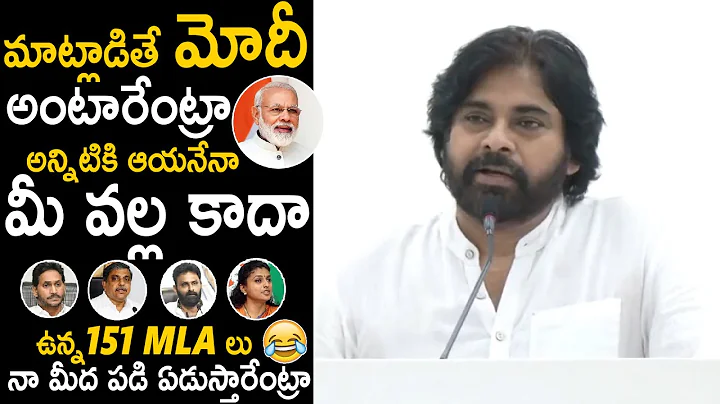 మాట్లాడితే మోదీ
అంటారేంట్రా
అన్నిటికి ఆయనేనా
మీ వల్ల కాదా
ఉన్న 151 MLA లు
నా మీద పడి ఏడుస్తారేంట్రా